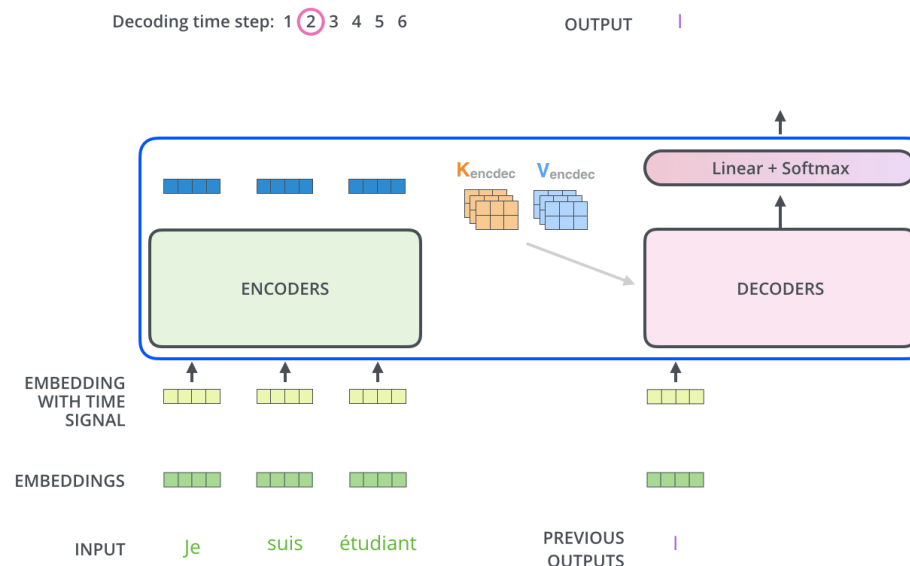 Decoding time step: 1 2 3 4 5 6
OUTPUT I
Linear + Softmax
Kencdec Vencdec
ENCODERS
DECODERS
EMBEDDING
WITH TIME
SIGNAL
EMBEDDINGS
INPUT Je suis étudiant
PREVIOUS
OUTPUTS I